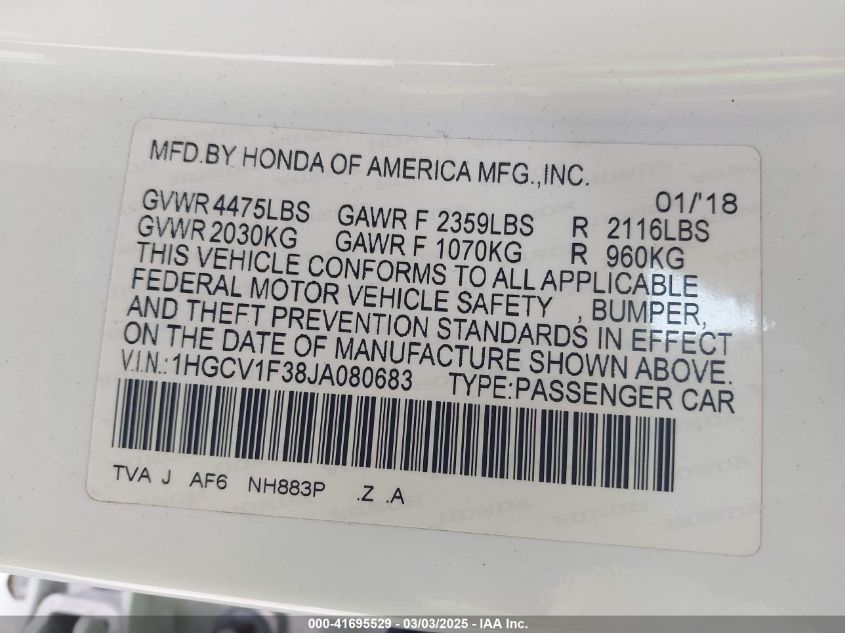 MFD.BY HONDA OF AMERICA MFG.,INC.
01/'18
GVWR 4475LBS GAWR F 2359LBS R 2116LBS
GVWR 2030KG GAWR F 1070KG R 960KG
THIS VEHICLE CONFORMS TO ALL APPLICABLE
FEDERAL MOTOR VEHICLE SAFETY , BUMPER,
AND THEFT PREVENTION STANDARDS IN EFFECT
ON THE DATE OF MANUFACTURE SHOWN ABOVE.
V.I.N.:1HGCV1F38JA080683 TYPE:PASSENGER CAR
TVA J AF6 NH883P .Z .A
HONDA HONDA HONDA
000-41695529 - 03/03/2025 - IAA Inc.